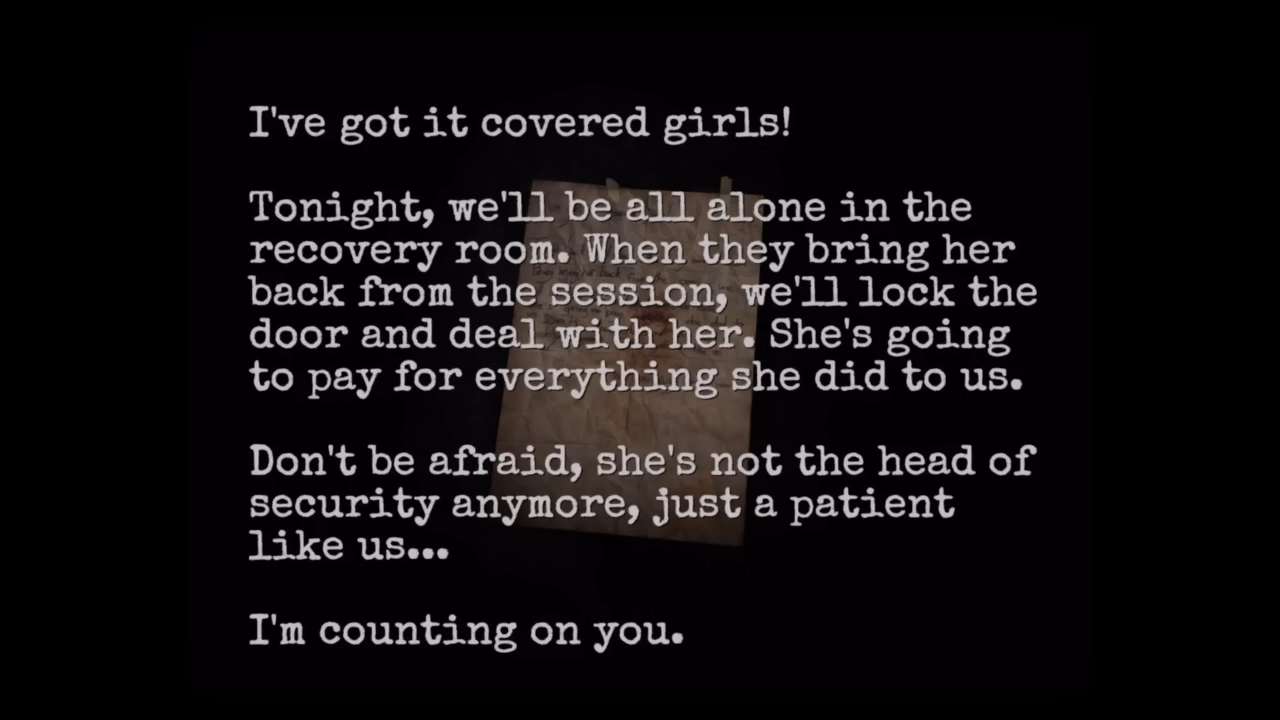 I've got it covered girls!
Tonight, we'll be all alone in the
recovery room. When they bring her
back from the session, we'll lock the
door and deal with her. She's going
to pay for everything she did to us.
Don't be afraid, she's not the head of
security anymore, just a patient
like us...
I'm counting on you.